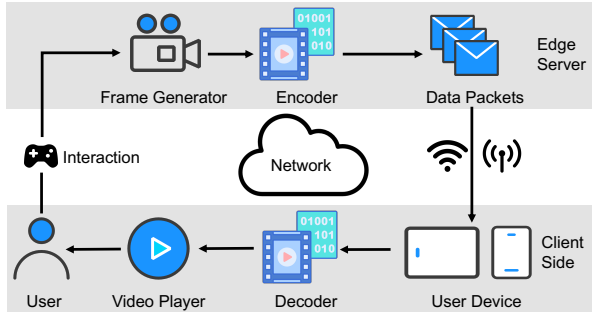 01001
101
010
Edge
Server
Frame Generator
Encoder
Data Packets
Interaction
Network
01001
101
010
Client
Side
User
Video Player
Decoder
User Device